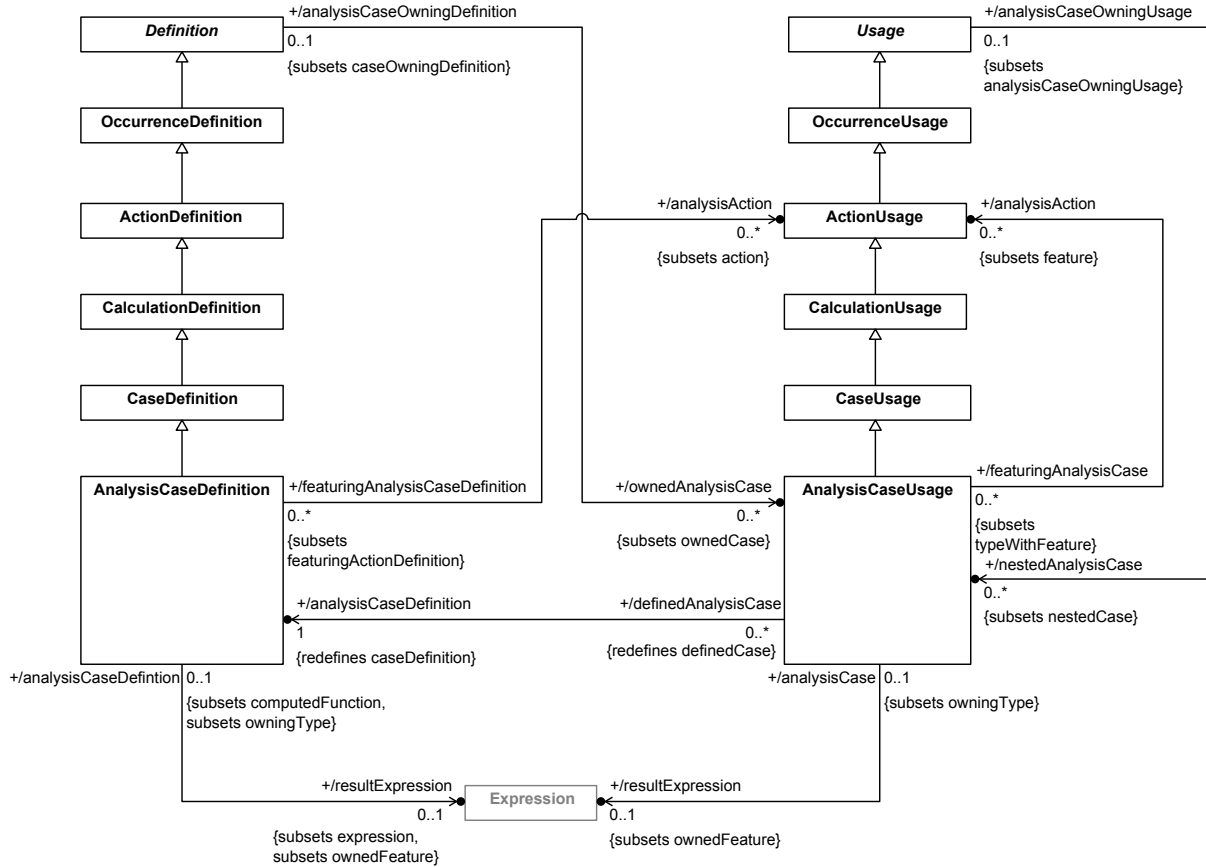 +/analysisCaseOwningDefinition
Definition
0..1
{subsets caseOwningDefinition}
+/analysisCaseOwningUsage
Usage
0..1
{subsets
analysisCaseOwningUsage}
OccurrenceDefinition
OccurrenceUsage
ActionDefinition
+/analysisAction
0..*
{subsets action}
ActionUsage
+/analysisAction
0..*
{subsets feature}
CalculationDefinition
CalculationUsage
CaseDefinition
CaseUsage
AnalysisCaseDefinition
+/featuringAnalysisCaseDefinition
0..*
{subsets
featuringActionDefinition}
+/ownedAnalysisCase
0..*
{subsets ownedCase}
AnalysisCaseUsage
+/featuringAnalysisCase
0..*
{subsets
typeWithFeature}
+/nestedAnalysisCase
0..*
{subsets nestedCase}
+/analysisCaseDefinition
1
{redefines caseDefinition}
+/definedAnalysisCase
0..*
{redefines definedCase}
+/analysisCaseDefintion
0..1
{subsets computedFunction,
subsets owningType}
+/analysisCase
0..1
{subsets owningType}
+/resultExpression
0..1
{subsets expression,
subsets ownedFeature}
Expression
+/resultExpression
0..1
{subsets ownedFeature}